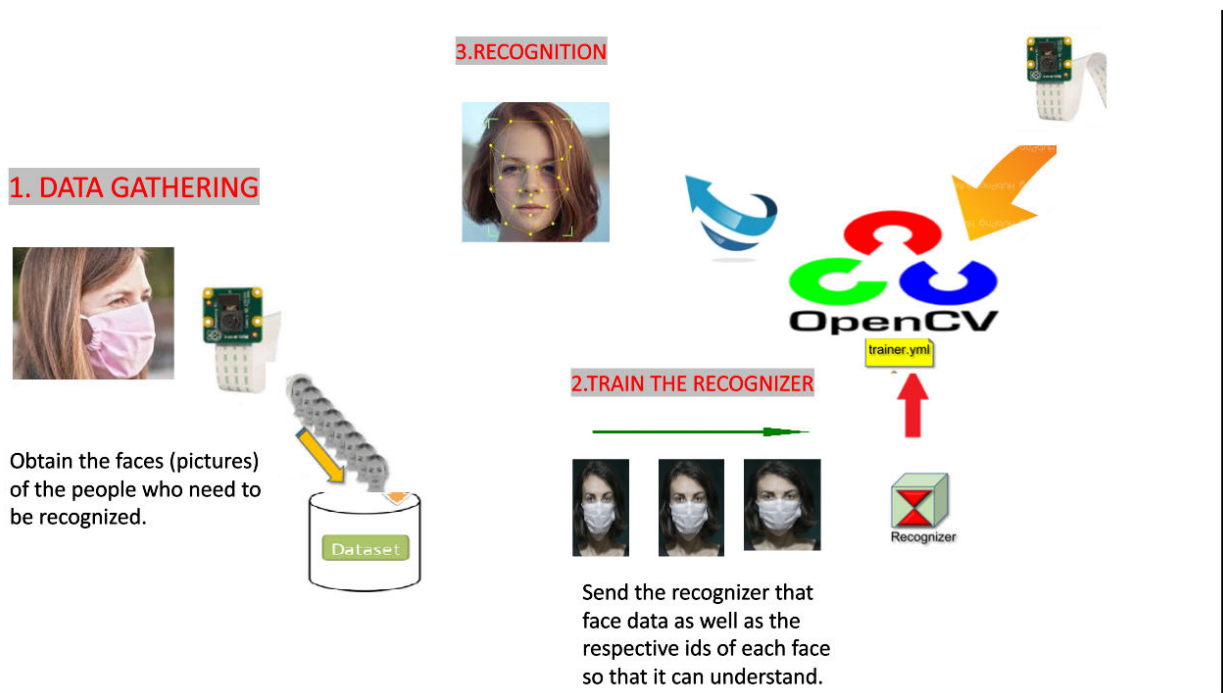 3.RECOGNITION
1. DATA GATHERING
OpenCV
trainer.yml
2.TRAIN THE RECOGNIZER
Obtain the faces (pictures)
of the people who need to
be recognized.
Dataset
Recognizer
Send the recognizer that
face data as well as the
respective ids of each face
so that it can understand.